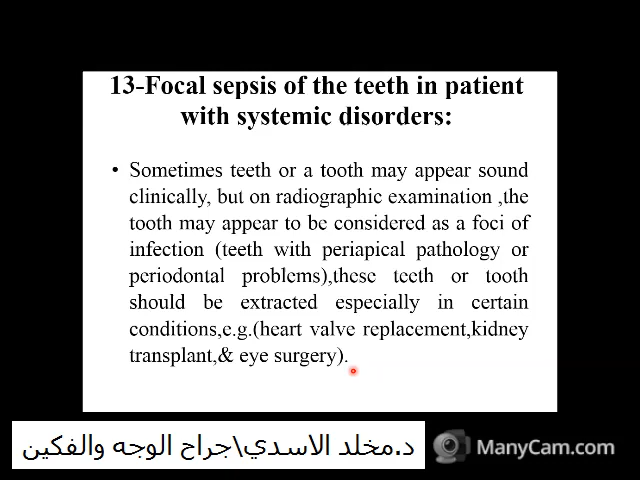 13-Focal sepsis of the teeth in patient
with systemic disorders:
• Sometimes teeth or a tooth may appear sound
clinically, but on radiographic examination ,the
tooth may appear to be considered as a foci of
infection (teeth with periapical pathology or
periodontal problems),these teeth or tooth
should be extracted especially in certain
conditions,e.g.(heart valve replacement,kidney
transplant,& eye surgery).
د.مخلد الاسدي\جراح الوجه والفكين
ManyCam.com